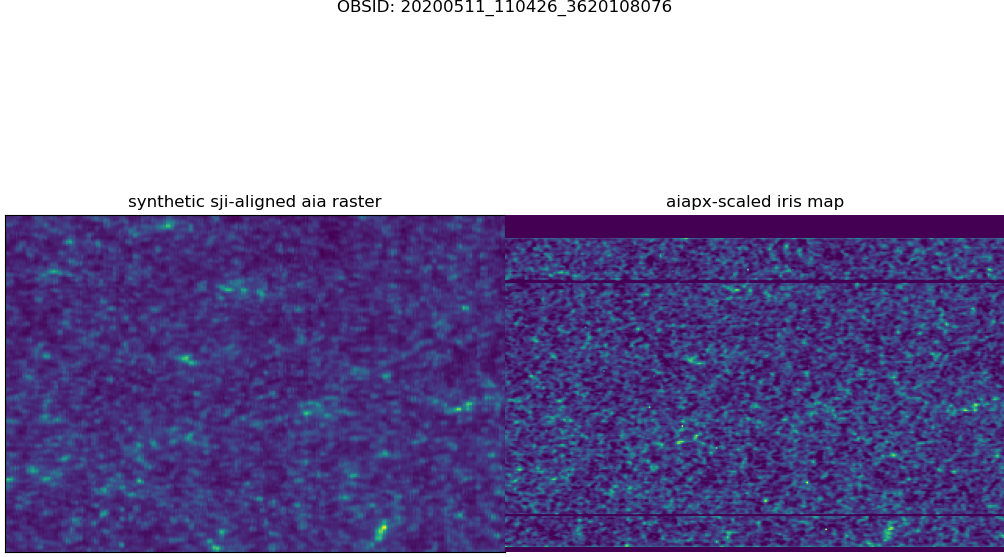 OBSID: 20200511_110426_3620108076
synthetic sji-aligned aia raster
aiapx-scaled iris map